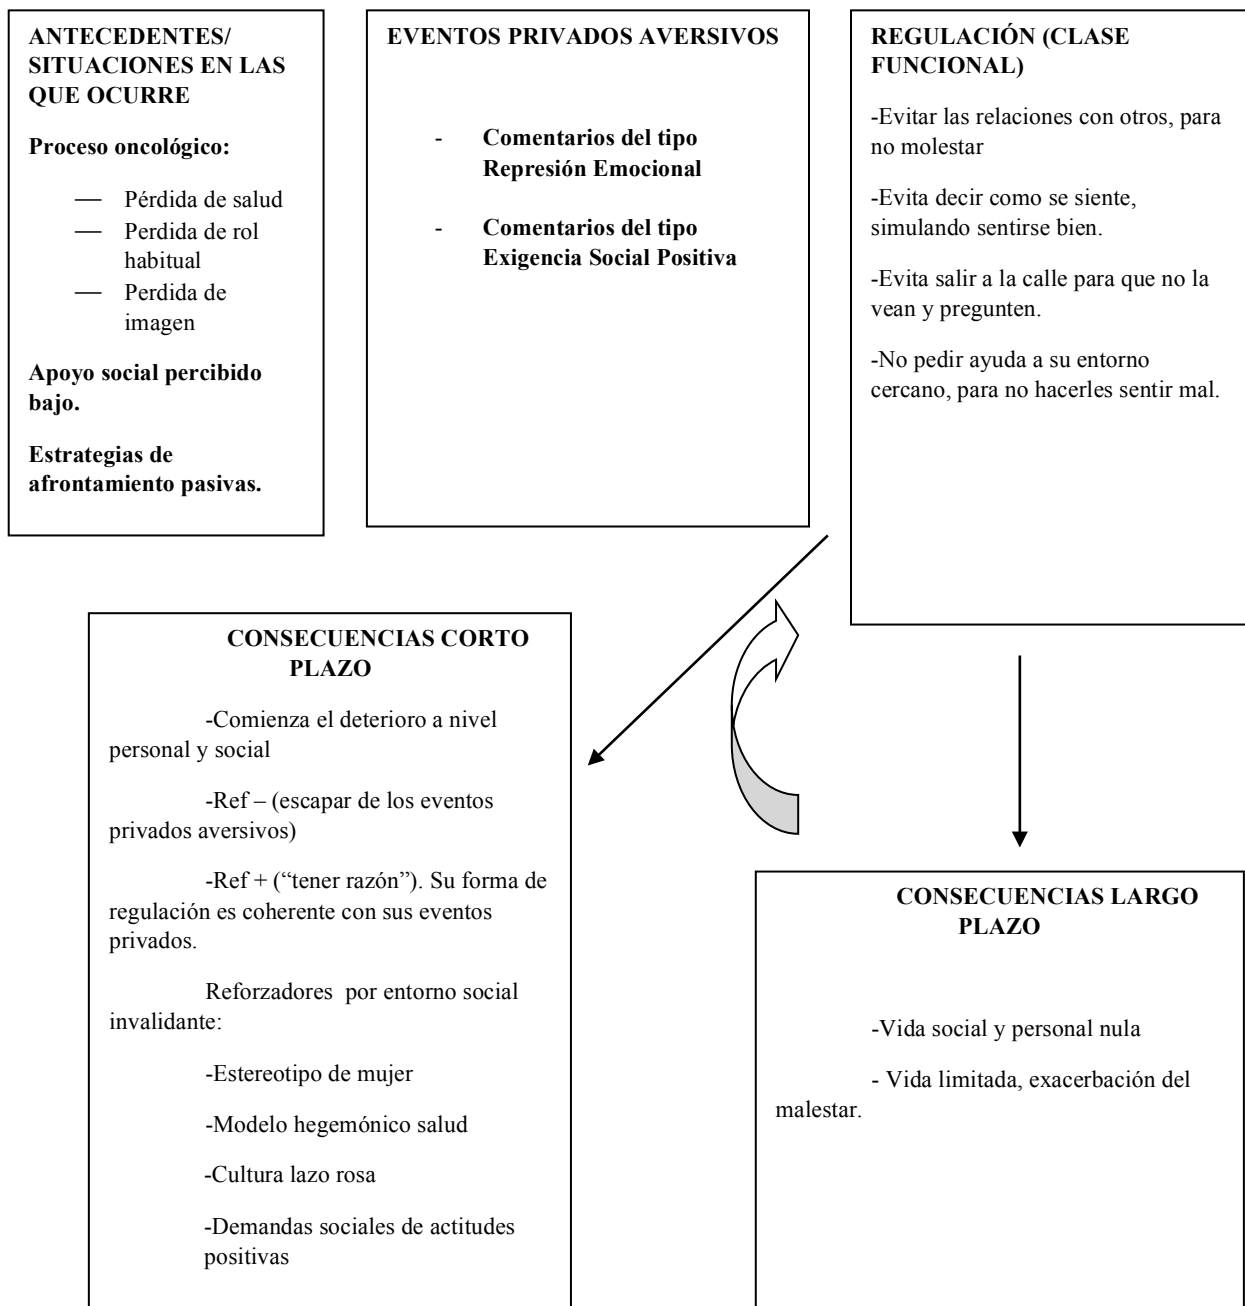 ANTECEDENTES/
SITUACIONES EN LAS
QUE OCURRE
Proceso oncológico:
— Pérdida de salud
— Perdida de rol
habitual
— Perdida de
imagen
Apoyo social percibido
bajo.
Estrategias de
afrontamiento pasivas.
EVENTOS PRIVADOS AVERSIVOS
- Comentarios del tipo
Represión Emocional
- Comentarios del tipo
Exigencia Social Positiva
REGULACIÓN (CLASE
FUNCIONAL)
-Evitar las relaciones con otros, para
no molestar
-Evita decir como se siente,
simulando sentirse bien.
-Evita salir a la calle para que no la
vean y pregunten.
-No pedir ayuda a su entorno
cercano, para no hacerles sentir mal.
CONSECUENCIAS CORTO
PLAZO
-Comienza el deterioro a nivel
personal y social
-Ref – (escapar de los eventos
privados aversivos)
-Ref + (“tener razón”). Su forma de
regulación es coherente con sus eventos
privados.
Reforzadores por entorno social
invalidante:
-Estereotipo de mujer
-Modelo hegemónico salud
-Cultura lazo rosa
-Demandas sociales de actitudes
positivas
CONSECUENCIAS LARGO
PLAZO
-Vida social y personal nula
- Vida limitada, exacerbación del
malestar.